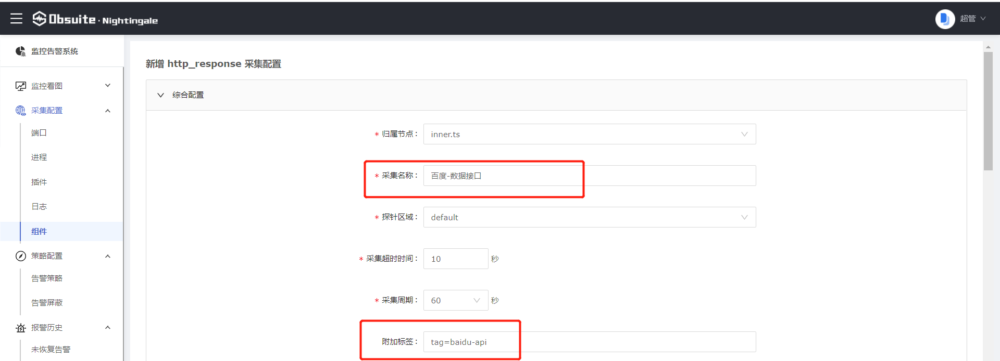 Obsuite · Nightingale
超管
监控告警系统
监控看图
采集配置
端口
进程
插件
日志
组件
策略配置
告警策略
告警屏蔽
报警历史
未恢复告警
新增 http_response 采集配置
综合配置
* 归属节点： inner.ts
* 采集名称： 百度-数据接口
* 探针区域： default
* 采集超时时间： 10 秒
* 采集周期： 60 秒
附加标签： tag=baidu-api